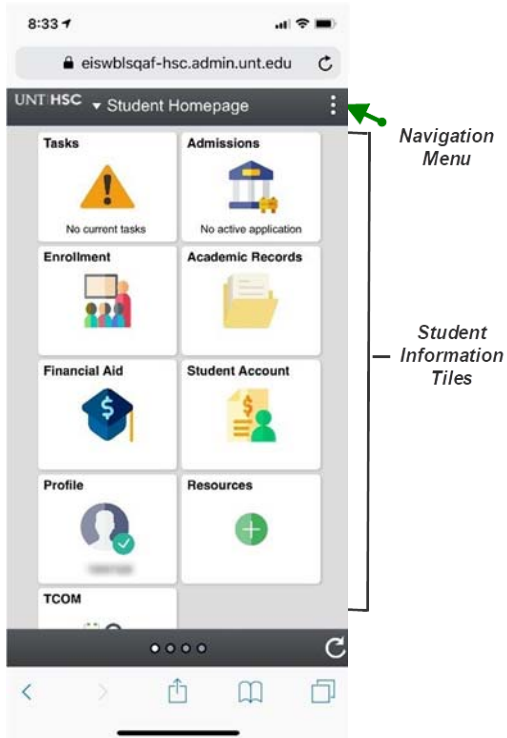 8:33
eiswblsqaf-hsc.admin.unt.edu
UNT HSC Student Homepage
Navigation
Menu
Tasks Admissions
No current tasks No active application
Enrollment Academic Records
$
Student
Information
Tiles
Financial Aid Student Account
$ $
Profile Resources
TCOM